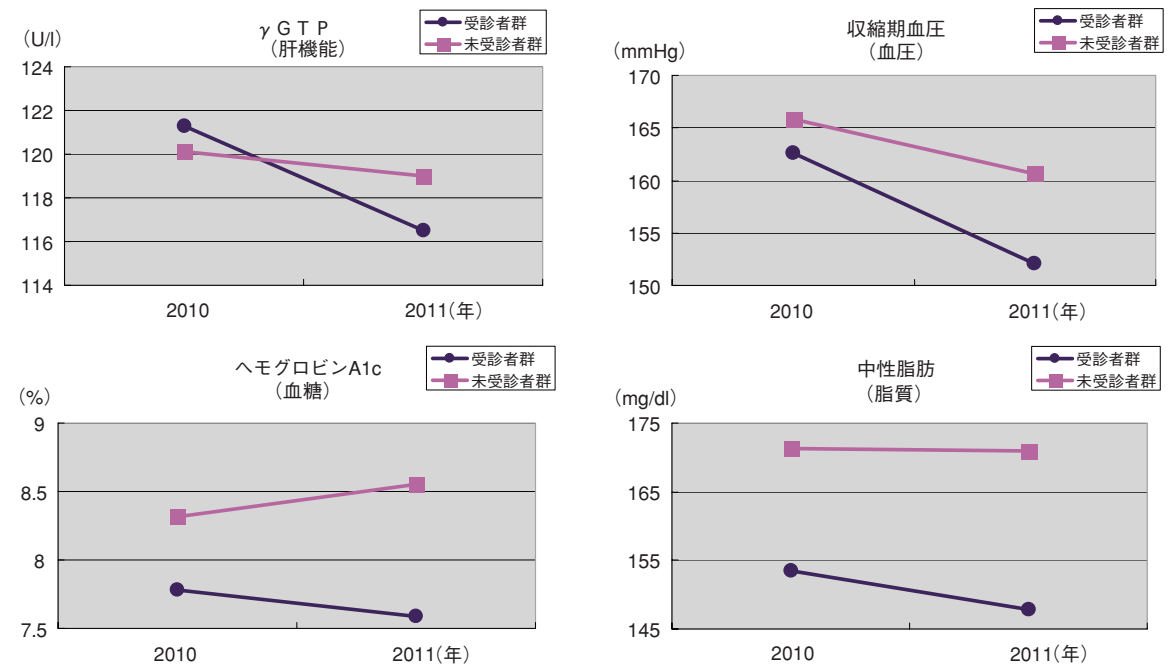 γＧＴＰ
（肝機能）
（U/l）
受診者群
未受診者群
124
122
120
118
116
114
2010
2011（年）
収縮期血圧
（血圧）
（mmHg）
受診者群
未受診者群
170
165
160
155
150
2010
2011（年）
ヘモグロビンA1c
（血糖）
（%）
受診者群
未受診者群
9
8.5
8
7.5
2010
2011（年）
中性脂肪
（脂質）
（mg/dl）
受診者群
未受診者群
175
165
155
145
2010
2011（年）